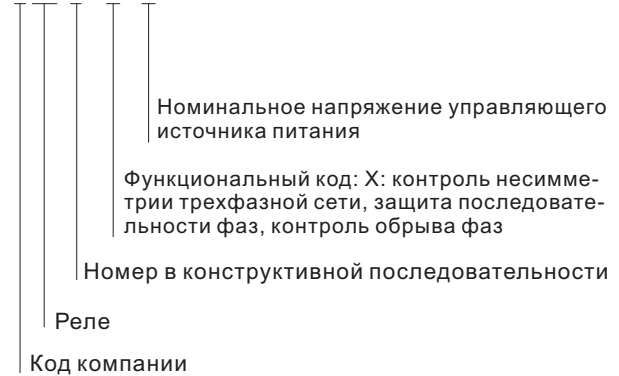 Номинальное напряжение управляющего
источника питания
Функциональный код: X: контроль несимме-
трии трехфазной сети, защита последовате-
льности фаз, контроль обрыва фаз
Номер в конструктивной последовательности
Реле
Код компании